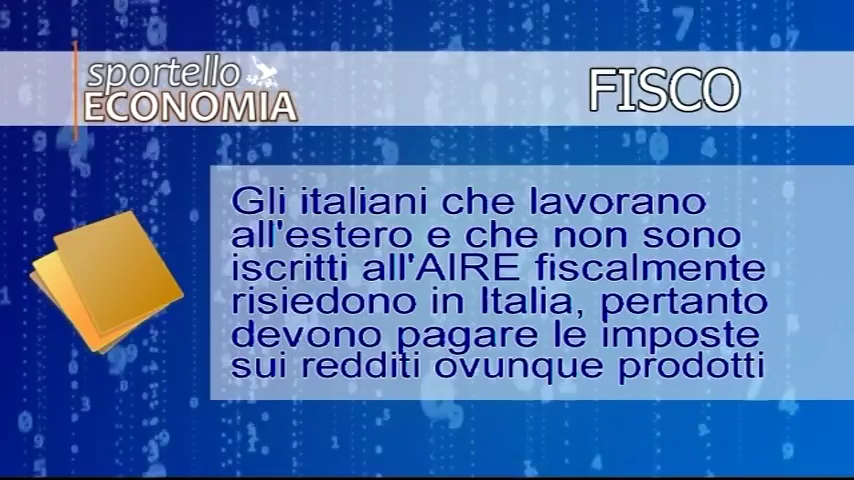 sportello
ECONOMIA
FISCO
Gli italiani che lavorano
all'estero e che non sono
iscritti all'AIRE fiscalmente
risiedono in Italia, pertanto
devono pagare le imposte
sui redditi ovunque prodotti